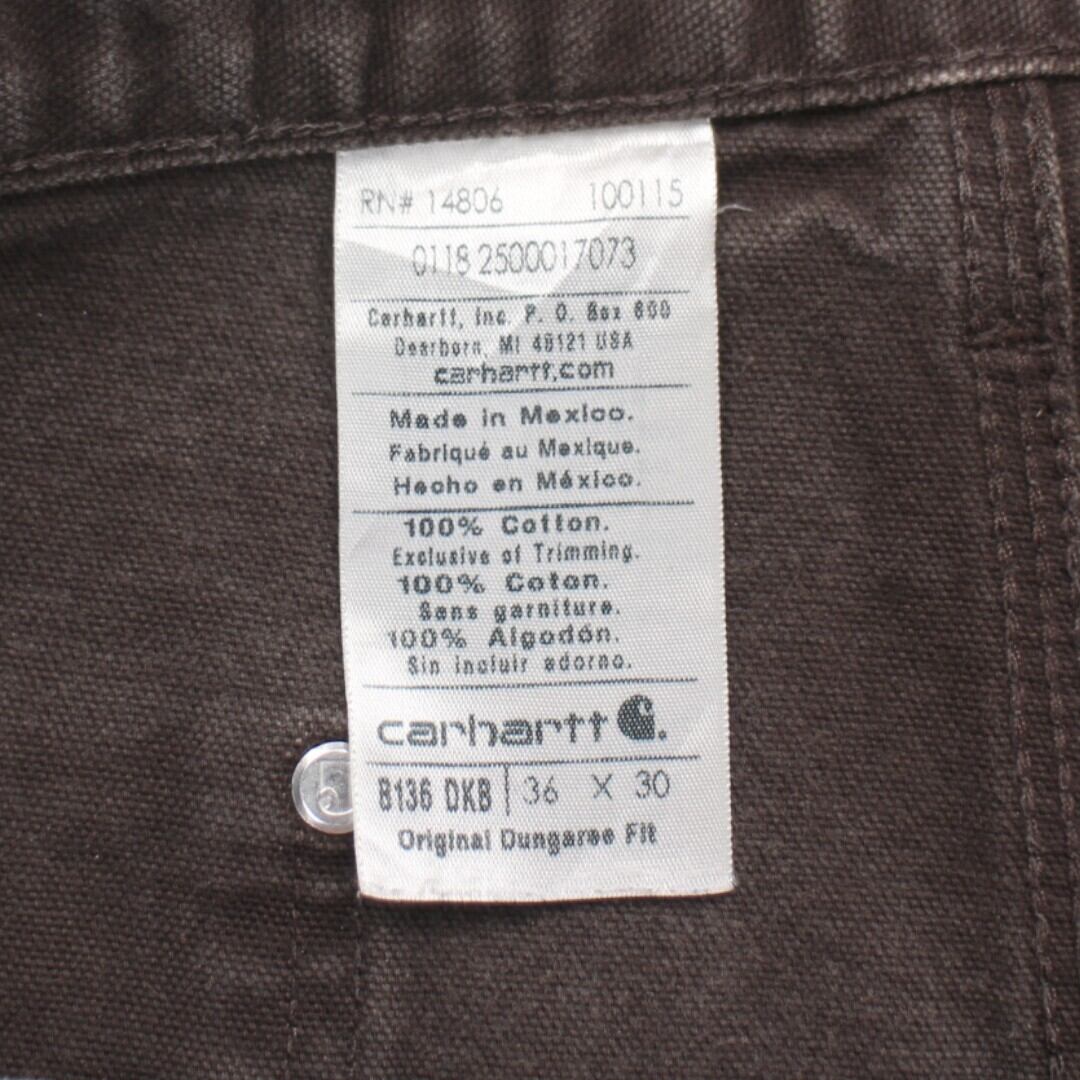 RN# 14806 100115
0118 2500017073
Carhartt, Inc. P. O. Box 600
Dearborn, MI 48121 USA
carhartt.com
Made in Mexico.
Fabriqué au Mexique.
Hecho en México.
100% Cotton.
Exclusive of Trimming.
100% Coton.
Sans garniture.
100% Algodón.
Sin incluir adorno.
carhartt
B136 DKB 36 X 30
Original Dungaree Fit
5